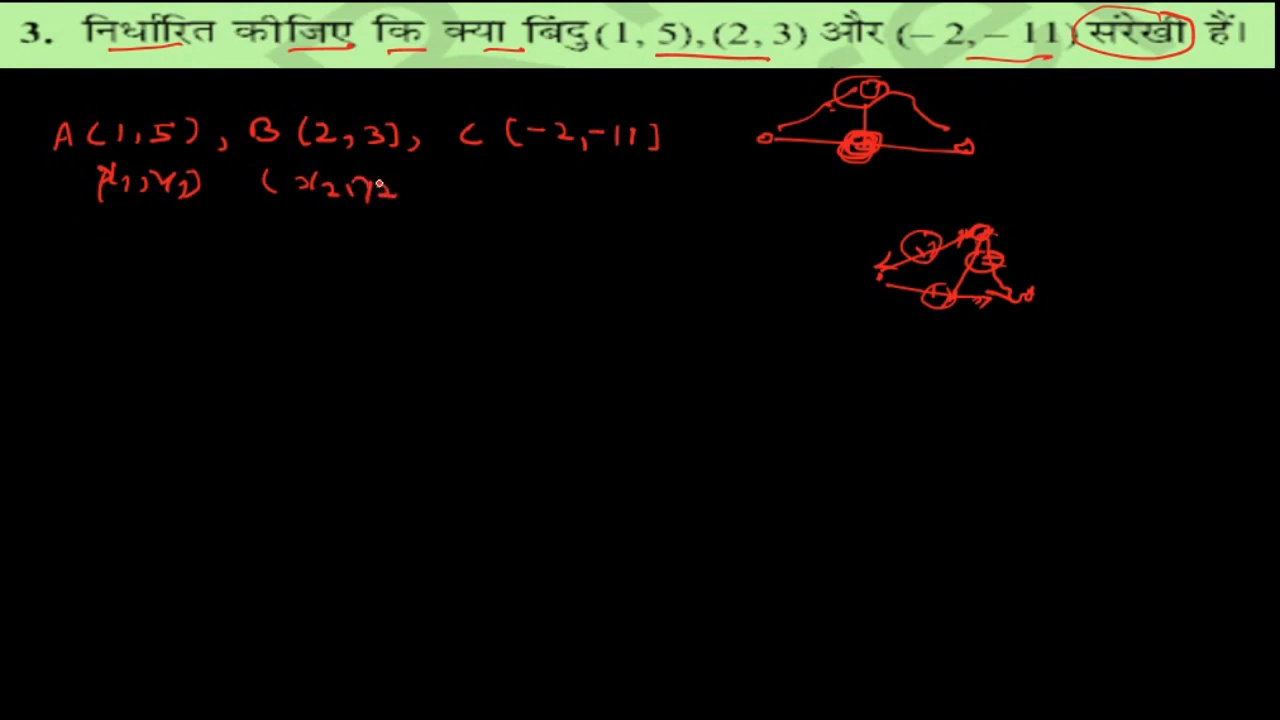 3. निर्धारित कीजिए कि क्या बिंदु (1, 5), (2, 3) और (– 2, – 11) संरेखी हैं।
A (1,5), B (2,3), C (-2,-11)
(x₁,y₁) (x₂,y₂